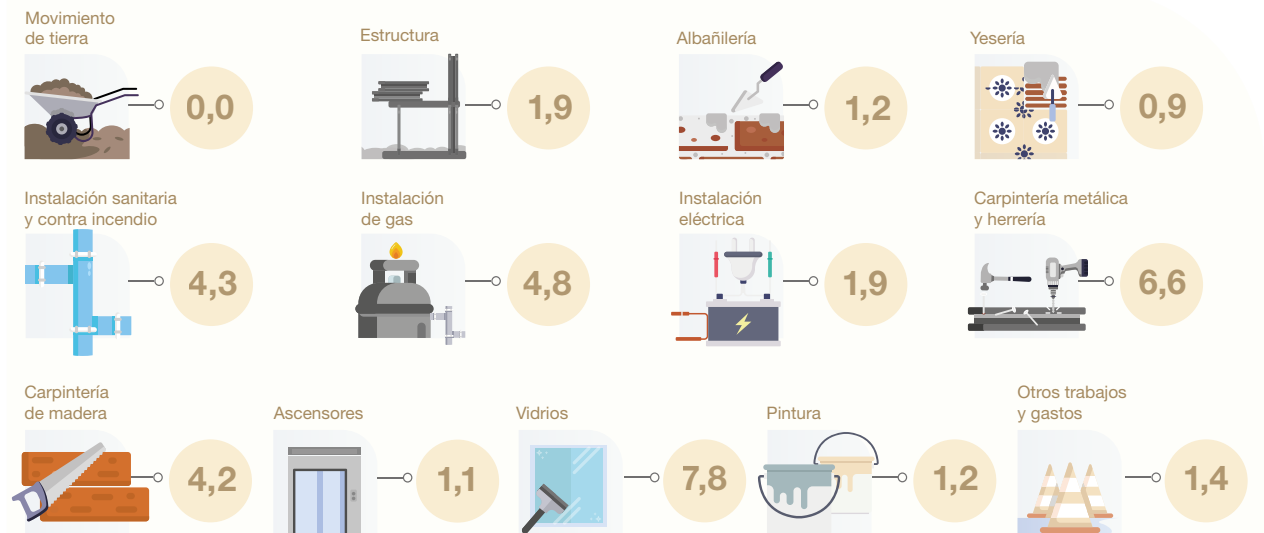 Movimiento
de tierra
0,0
Estructura
1,9
Albañilería
1,2
Yesería
0,9
Instalación sanitaria
y contra incendio
4,3
Instalación
de gas
4,8
Instalación
eléctrica
1,9
Carpintería metálica
y herrería
6,6
Carpintería
de madera
4,2
Ascensores
1,1
Vidrios
7,8
Pintura
1,2
Otros trabajos
y gastos
1,4